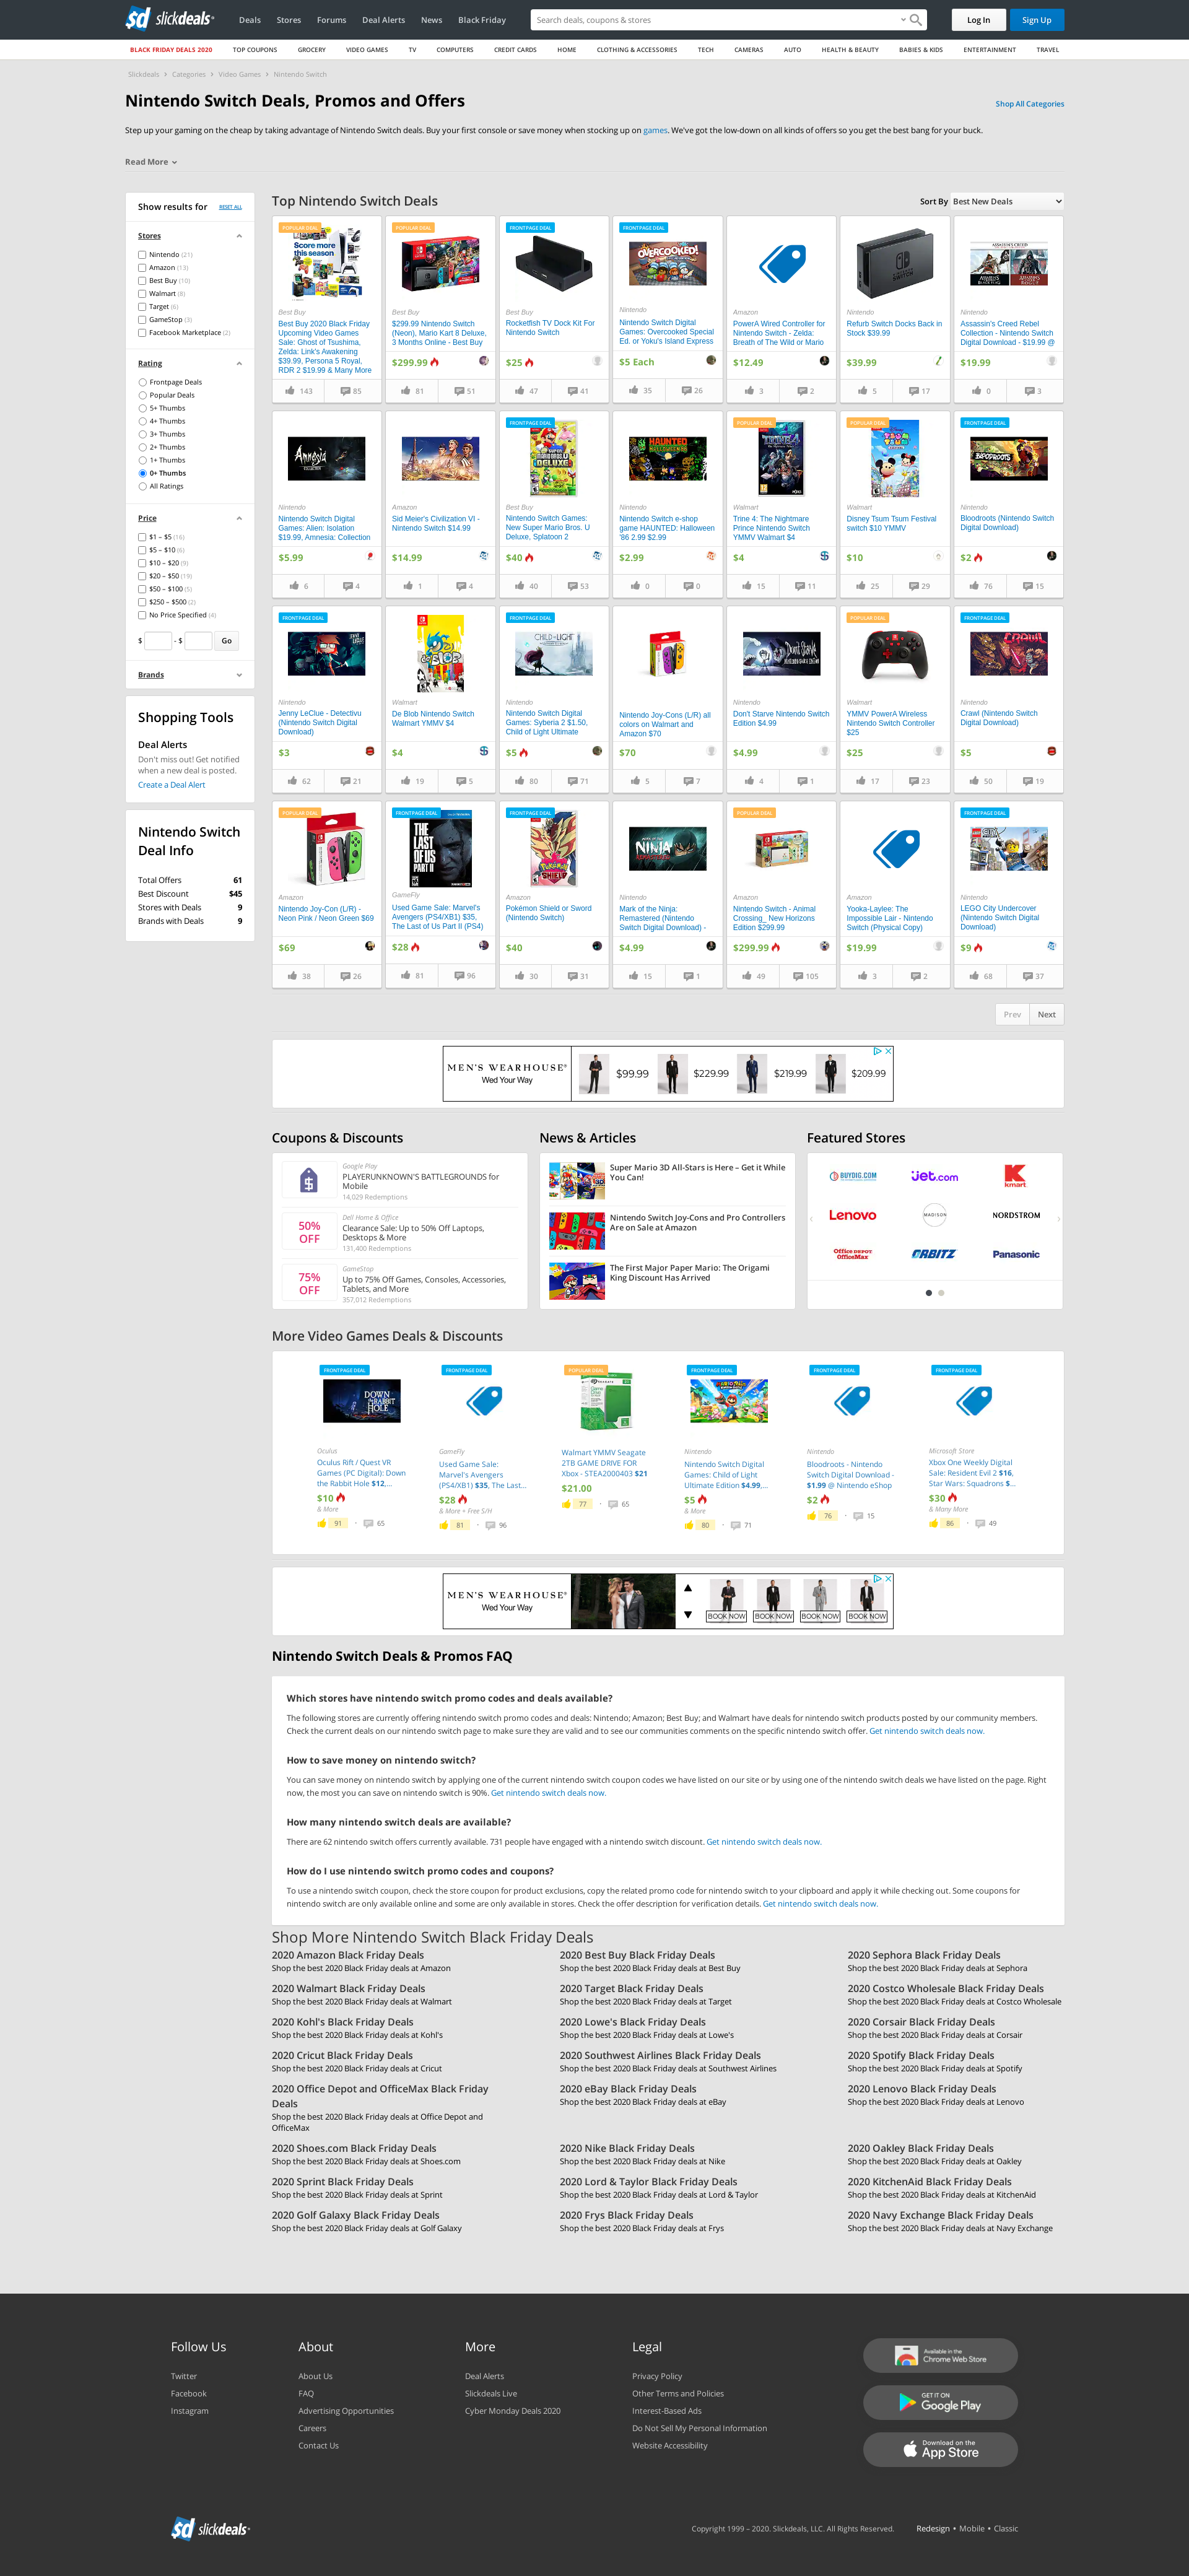 slickdeals
Deals Stores Forums Deal Alerts News Black Friday
Search deals, coupons & stores
Log In
Sign Up
BLACK FRIDAY DEALS 2020 TOP COUPONS GROCERY VIDEO GAMES TV COMPUTERS CREDIT CARDS HOME CLOTHING & ACCESSORIES TECH CAMERAS AUTO HEALTH & BEAUTY BABIES & KIDS ENTERTAINMENT TRAVEL
Slickdeals › Categories › Video Games › Nintendo Switch
Nintendo Switch Deals, Promos and Offers
Shop All Categories
Step up your gaming on the cheap by taking advantage of Nintendo Switch deals. Buy your first console or save money when stocking up on games. We've got the low-down on all kinds of offers so you get the best bang for your buck.
Read More
Show results for RESET ALL
Stores
Nintendo (21)
Amazon (13)
Best Buy (10)
Walmart (8)
Target (6)
GameStop (3)
Facebook Marketplace (2)
Rating
Frontpage Deals
Popular Deals
5+ Thumbs
4+ Thumbs
3+ Thumbs
2+ Thumbs
1+ Thumbs
0+ Thumbs
All Ratings
Price
$1 – $5 (16)
$5 – $10 (6)
$10 – $20 (9)
$20 – $50 (19)
$50 – $100 (5)
$250 – $500 (2)
No Price Specified (4)
$ - $ Go
Brands
Shopping Tools
Deal Alerts
Don't miss out! Get notified
when a new deal is posted.
Create a Deal Alert
Nintendo Switch
Deal Info
Total Offers 61
Best Discount $45
Stores with Deals 9
Brands with Deals 9
Top Nintendo Switch Deals
Sort By Best New Deals
POPULAR DEAL
Score more this season
Best Buy
Best Buy 2020 Black Friday
Upcoming Video Games
Sale: Ghost of Tsushima,
Zelda: Link's Awakening
$39.99, Persona 5 Royal,
RDR 2 $19.99 & Many More
143 85
POPULAR DEAL
Best Buy
$299.99 Nintendo Switch
(Neon), Mario Kart 8 Deluxe,
3 Months Online - Best Buy
$299.99
81 51
FRONTPAGE DEAL
Best Buy
Rocketfish TV Dock Kit For
Nintendo Switch
$25
47 41
FRONTPAGE DEAL
OVERCOOKED!
Nintendo
Nintendo Switch Digital
Games: Overcooked Special
Ed. or Yoku's Island Express
$5 Each
35 26
Amazon
PowerA Wired Controller for
Nintendo Switch - Zelda:
Breath of The Wild or Mario
$12.49
3 2
Nintendo
Refurb Switch Docks Back in
Stock $39.99
$39.99
5 17
ASSASSIN'S CREED
Nintendo
Assassin's Creed Rebel
Collection - Nintendo Switch
Digital Download - $19.99 @
$19.99
0 3
Amnesia
Nintendo
Nintendo Switch Digital
Games: Alien: Isolation
$19.99, Amnesia: Collection
$5.99
6 4
Amazon
Sid Meier's Civilization VI -
Nintendo Switch $14.99
$14.99
1 4
FRONTPAGE DEAL
DELUXE
Best Buy
Nintendo Switch Games:
New Super Mario Bros. U
Deluxe, Splatoon 2
$40
40 53
HAUNTED
Nintendo
Nintendo Switch e-shop
game HAUNTED: Halloween
'86 2.99 $2.99
$2.99
0 0
POPULAR DEAL
TRINE 4
Walmart
Trine 4: The Nightmare
Prince Nintendo Switch
YMMV Walmart $4
$4
15 11
POPULAR DEAL
TSUM TSUM
Walmart
Disney Tsum Tsum Festival
switch $10 YMMV
$10
25 29
FRONTPAGE DEAL
BLOODROOTS
Nintendo
Bloodroots (Nintendo Switch
Digital Download)
$2
76 15
FRONTPAGE DEAL
Nintendo
Jenny LeClue - Detectivu
(Nintendo Switch Digital
Download)
$3
62 21
Walmart
De Blob Nintendo Switch
Walmart YMMV $4
$4
19 5
FRONTPAGE DEAL
CHILD of LIGHT
Nintendo
Nintendo Switch Digital
Games: Syberia 2 $1.50,
Child of Light Ultimate
$5
80 71
Nintendo Joy-Cons (L/R) all
colors on Walmart and
Amazon $70
$70
5 7
Don't Starve
Nintendo
Don't Starve Nintendo Switch
Edition $4.99
$4.99
4 1
POPULAR DEAL
Walmart
YMMV PowerA Wireless
Nintendo Switch Controller
$25
$25
17 23
FRONTPAGE DEAL
CRAWL
Nintendo
Crawl (Nintendo Switch
Digital Download)
$5
50 19
POPULAR DEAL
Amazon
Nintendo Joy-Con (L/R) -
Neon Pink / Neon Green $69
$69
38 26
FRONTPAGE DEAL
THE LAST OF US PART II
GameFly
Used Game Sale: Marvel's
Avengers (PS4/XB1) $35,
The Last of Us Part II (PS4)
$28
81 96
FRONTPAGE DEAL
SHIELD
Amazon
Pokémon Shield or Sword
(Nintendo Switch)
$40
30 31
NINJA
Nintendo
Mark of the Ninja:
Remastered (Nintendo
Switch Digital Download) -
$4.99
15 1
POPULAR DEAL
Amazon
Nintendo Switch - Animal
Crossing_ New Horizons
Edition $299.99
$299.99
49 105
Amazon
Yooka-Laylee: The
Impossible Lair - Nintendo
Switch (Physical Copy)
$19.99
3 2
FRONTPAGE DEAL
Nintendo
LEGO City Undercover
(Nintendo Switch Digital
Download)
$9
68 37
Prev Next
MEN'S WEARHOUSE®
Wed Your Way
$99.99 $229.99 $219.99 $209.99
Coupons & Discounts
Google Play
PLAYERUNKNOWN'S BATTLEGROUNDS for
Mobile
14,029 Redemptions
50%
OFF
Dell Home & Office
Clearance Sale: Up to 50% Off Laptops,
Desktops & More
131,400 Redemptions
75%
OFF
GameStop
Up to 75% Off Games, Consoles, Accessories,
Tablets, and More
357,012 Redemptions
News & Articles
Super Mario 3D All-Stars is Here – Get it While
You Can!
Nintendo Switch Joy-Cons and Pro Controllers
Are on Sale at Amazon
The First Major Paper Mario: The Origami
King Discount Has Arrived
Featured Stores
BUYDIG.COM jet.com Kmart
Lenovo MADISON NORDSTROM
Office DEPOT OfficeMax ORBITZ Panasonic
More Video Games Deals & Discounts
FRONTPAGE DEAL
DOWN THE RABBIT HOLE
Oculus
Oculus Rift / Quest VR
Games (PC Digital): Down
the Rabbit Hole $12,...
$10
& More
91 · 65
FRONTPAGE DEAL
GameFly
Used Game Sale:
Marvel's Avengers
(PS4/XB1) $35, The Last...
$28
& More + Free S/H
81 · 96
POPULAR DEAL
Walmart YMMV Seagate
2TB GAME DRIVE FOR
Xbox - STEA2000403 $21
$21.00
77 · 65
FRONTPAGE DEAL
Nintendo
Nintendo Switch Digital
Games: Child of Light
Ultimate Edition $4.99,...
$5
& More
80 · 71
FRONTPAGE DEAL
Nintendo
Bloodroots - Nintendo
Switch Digital Download -
$1.99 @ Nintendo eShop
$2
76 · 15
FRONTPAGE DEAL
Microsoft Store
Xbox One Weekly Digital
Sale: Resident Evil 2 $16,
Star Wars: Squadrons $...
$30
& Many More
86 · 49
MEN'S WEARHOUSE®
Wed Your Way
BOOK NOW BOOK NOW BOOK NOW BOOK NOW
Nintendo Switch Deals & Promos FAQ
Which stores have nintendo switch promo codes and deals available?
The following stores are currently offering nintendo switch promo codes and deals: Nintendo; Amazon; Best Buy; and Walmart have deals for nintendo switch products posted by our community members.
Check the current deals on our nintendo switch page to make sure they are valid and to see our communities comments on the specific nintendo switch offer. Get nintendo switch deals now.
How to save money on nintendo switch?
You can save money on nintendo switch by applying one of the current nintendo switch coupon codes we have listed on our site or by using one of the nintendo switch deals we have listed on the page. Right
now, the most you can save on nintendo switch is 90%. Get nintendo switch deals now.
How many nintendo switch deals are available?
There are 62 nintendo switch offers currently available. 731 people have engaged with a nintendo switch discount. Get nintendo switch deals now.
How do I use nintendo switch promo codes and coupons?
To use a nintendo switch coupon, check the store coupon for product exclusions, copy the related promo code for nintendo switch to your clipboard and apply it while checking out. Some coupons for
nintendo switch are only available online and some are only available in stores. Check the offer description for verification details. Get nintendo switch deals now.
Shop More Nintendo Switch Black Friday Deals
2020 Amazon Black Friday Deals
Shop the best 2020 Black Friday deals at Amazon
2020 Best Buy Black Friday Deals
Shop the best 2020 Black Friday deals at Best Buy
2020 Sephora Black Friday Deals
Shop the best 2020 Black Friday deals at Sephora
2020 Walmart Black Friday Deals
Shop the best 2020 Black Friday deals at Walmart
2020 Target Black Friday Deals
Shop the best 2020 Black Friday deals at Target
2020 Costco Wholesale Black Friday Deals
Shop the best 2020 Black Friday deals at Costco Wholesale
2020 Kohl's Black Friday Deals
Shop the best 2020 Black Friday deals at Kohl's
2020 Lowe's Black Friday Deals
Shop the best 2020 Black Friday deals at Lowe's
2020 Corsair Black Friday Deals
Shop the best 2020 Black Friday deals at Corsair
2020 Cricut Black Friday Deals
Shop the best 2020 Black Friday deals at Cricut
2020 Southwest Airlines Black Friday Deals
Shop the best 2020 Black Friday deals at Southwest Airlines
2020 Spotify Black Friday Deals
Shop the best 2020 Black Friday deals at Spotify
2020 Office Depot and OfficeMax Black Friday
Deals
Shop the best 2020 Black Friday deals at Office Depot and
OfficeMax
2020 eBay Black Friday Deals
Shop the best 2020 Black Friday deals at eBay
2020 Lenovo Black Friday Deals
Shop the best 2020 Black Friday deals at Lenovo
2020 Shoes.com Black Friday Deals
Shop the best 2020 Black Friday deals at Shoes.com
2020 Nike Black Friday Deals
Shop the best 2020 Black Friday deals at Nike
2020 Oakley Black Friday Deals
Shop the best 2020 Black Friday deals at Oakley
2020 Sprint Black Friday Deals
Shop the best 2020 Black Friday deals at Sprint
2020 Lord & Taylor Black Friday Deals
Shop the best 2020 Black Friday deals at Lord & Taylor
2020 KitchenAid Black Friday Deals
Shop the best 2020 Black Friday deals at KitchenAid
2020 Golf Galaxy Black Friday Deals
Shop the best 2020 Black Friday deals at Golf Galaxy
2020 Frys Black Friday Deals
Shop the best 2020 Black Friday deals at Frys
2020 Navy Exchange Black Friday Deals
Shop the best 2020 Black Friday deals at Navy Exchange
Follow Us
Twitter
Facebook
Instagram
About
About Us
FAQ
Advertising Opportunities
Careers
Contact Us
More
Deal Alerts
Slickdeals Live
Cyber Monday Deals 2020
Legal
Privacy Policy
Other Terms and Policies
Interest-Based Ads
Do Not Sell My Personal Information
Website Accessibility
Available in the
Chrome Web Store
GET IT ON
Google Play
Download on the
App Store
slickdeals
Copyright 1999 – 2020. Slickdeals, LLC. All Rights Reserved.
Redesign • Mobile • Classic